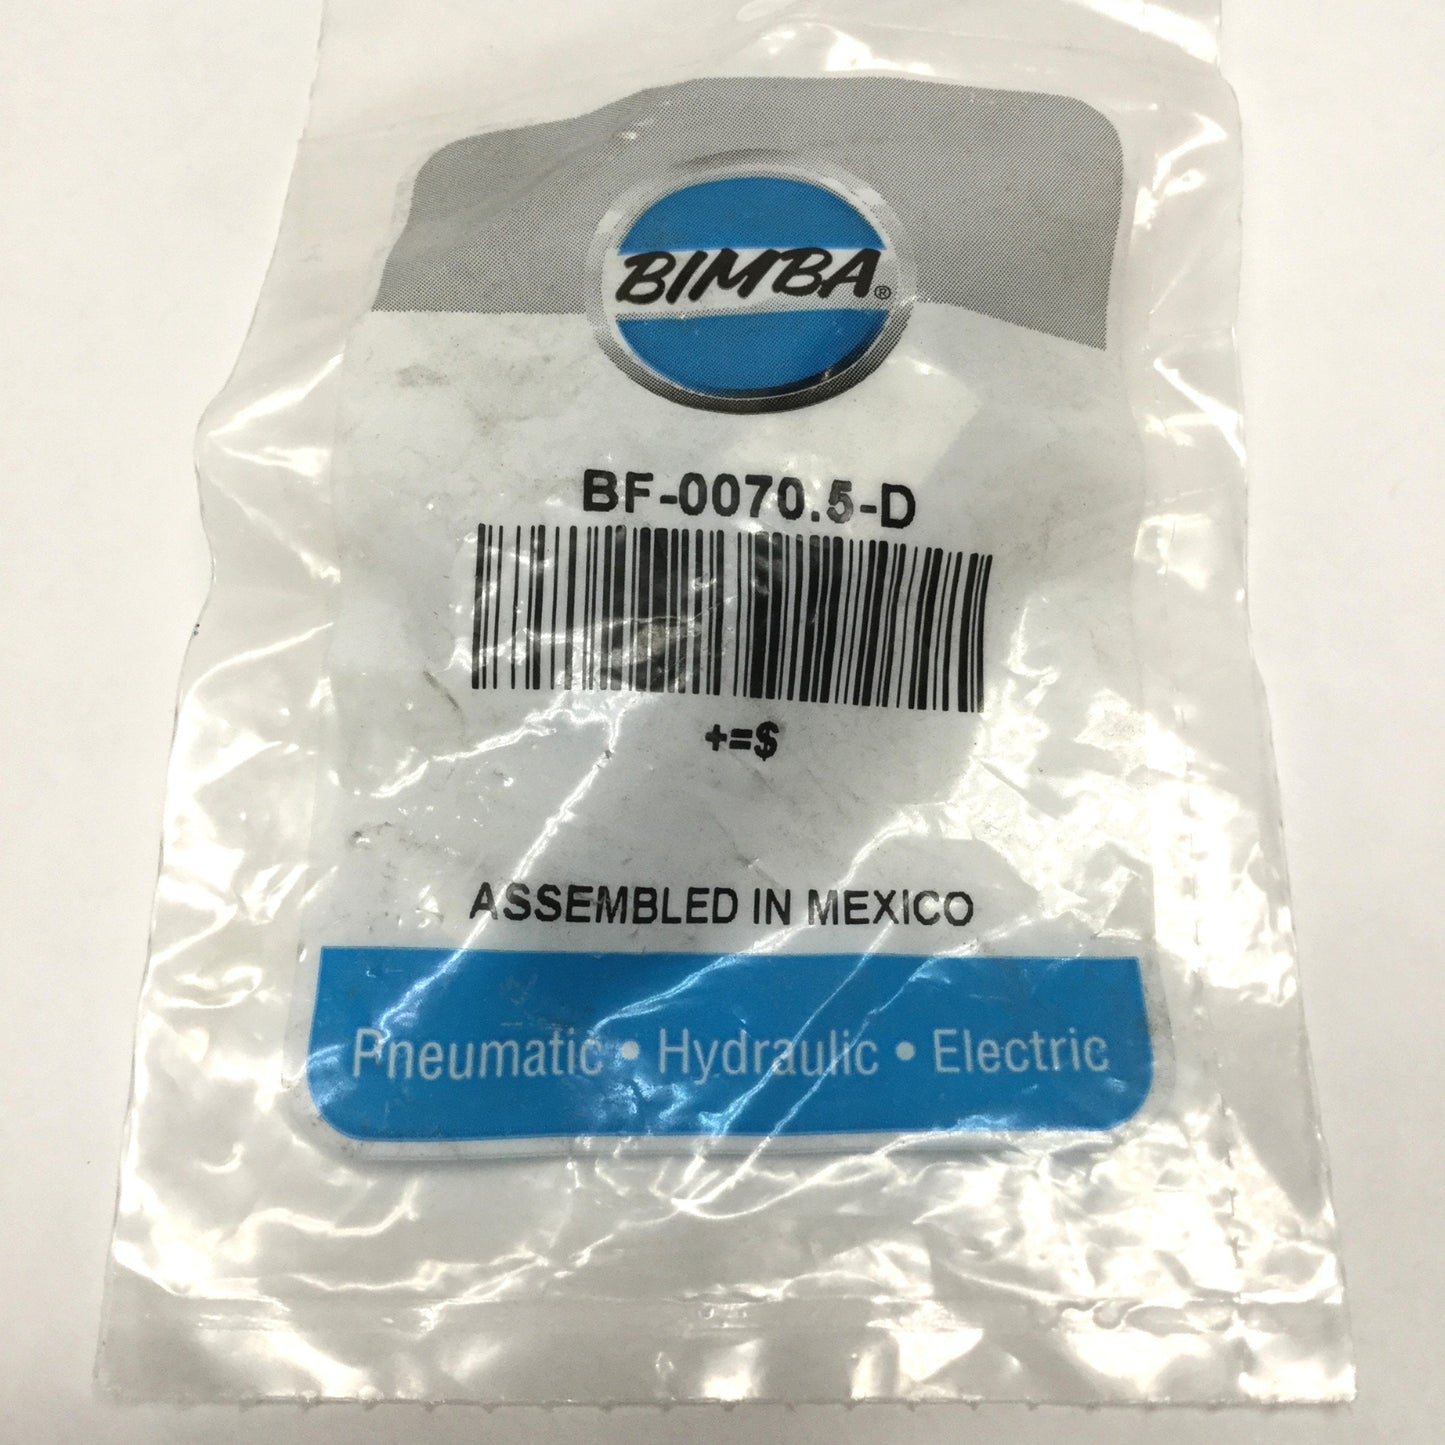 BIMBA®
BF-0070.5-D
+=$
ASSEMBLED IN MEXICO
Pneumatic • Hydraulic • Electric